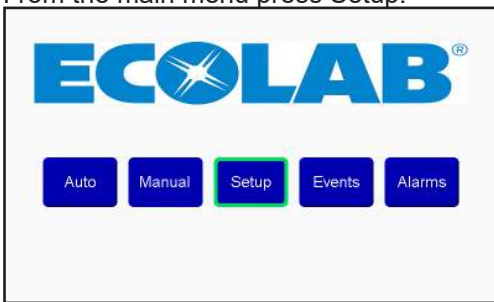 From the main menu press Setup.
ECOLAB®
Auto Manual Setup Events Alarms